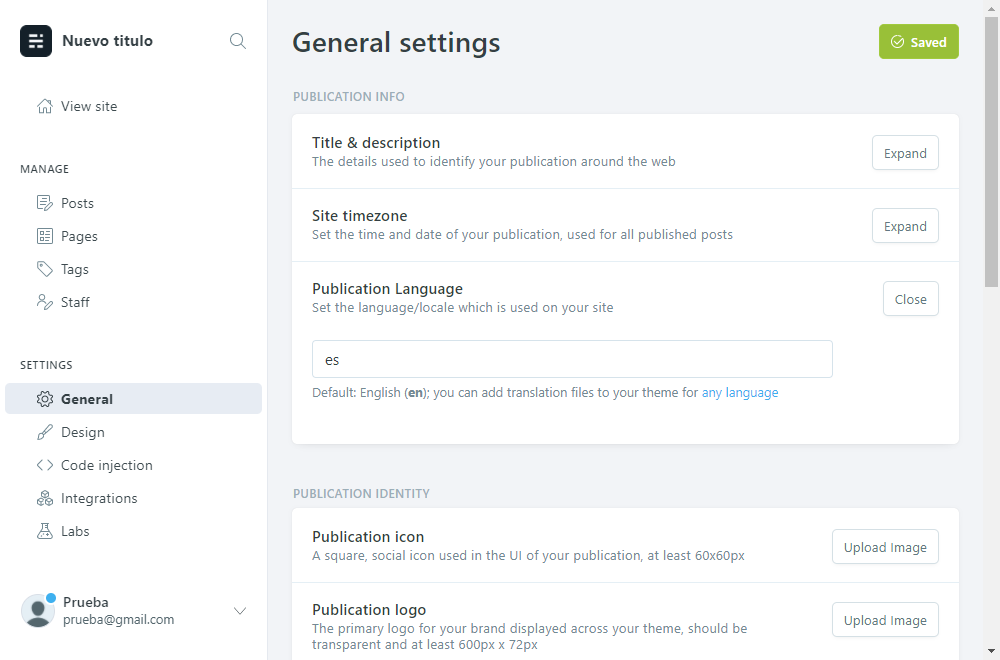 Nuevo titulo
View site
MANAGE
Posts
Pages
Tags
Staff
SETTINGS
General
Design
Code injection
Integrations
Labs
Prueba
prueba@gmail.com
General settings
Saved
PUBLICATION INFO
Title & description
The details used to identify your publication around the web
Expand
Site timezone
Set the time and date of your publication, used for all published posts
Expand
Publication Language
Set the language/locale which is used on your site
Close
es
Default: English (en); you can add translation files to your theme for any language
PUBLICATION IDENTITY
Publication icon
A square, social icon used in the UI of your publication, at least 60x60px
Upload Image
Publication logo
The primary logo for your brand displayed across your theme, should be
transparent and at least 600px x 72px
Upload Image